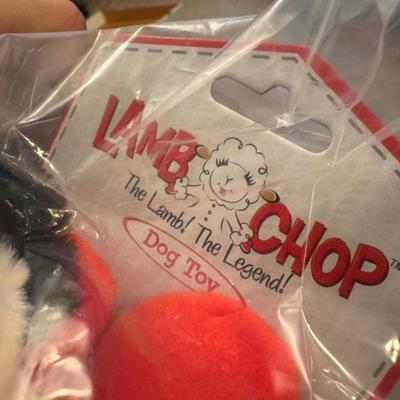 LAMB
CHOP™
The Lamb! The Legend!
Dog Toy